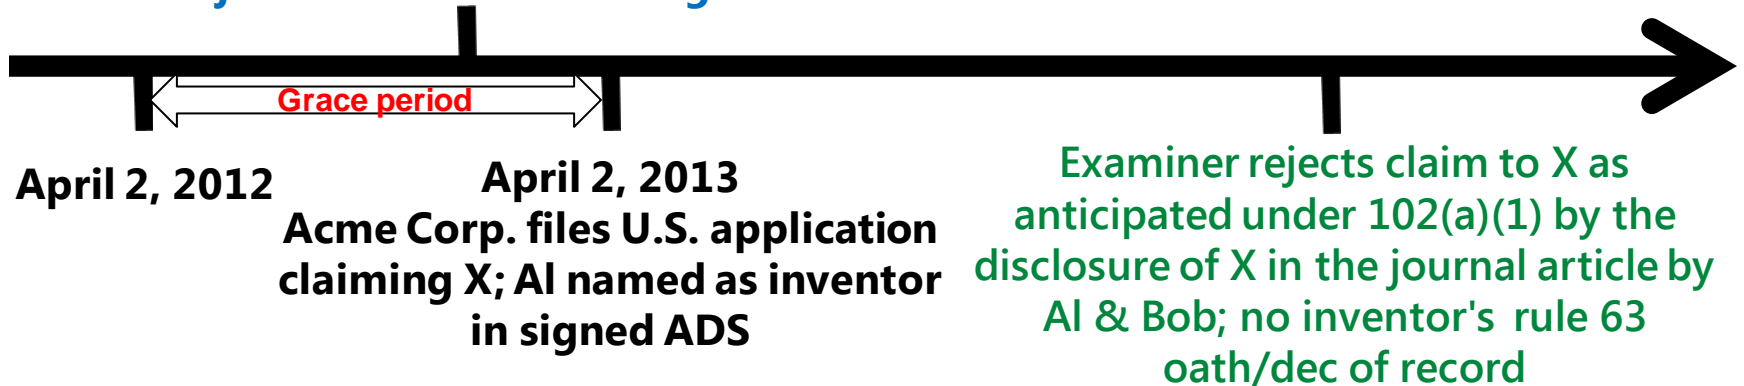 Grace period
April 2, 2012
April 2, 2013
Acme Corp. files U.S. application
claiming X; Al named as inventor
in signed ADS
Examiner rejects claim to X as
anticipated under 102(a)(1) by the
disclosure of X in the journal article by
Al & Bob; no inventor's rule 63
oath/dec of record